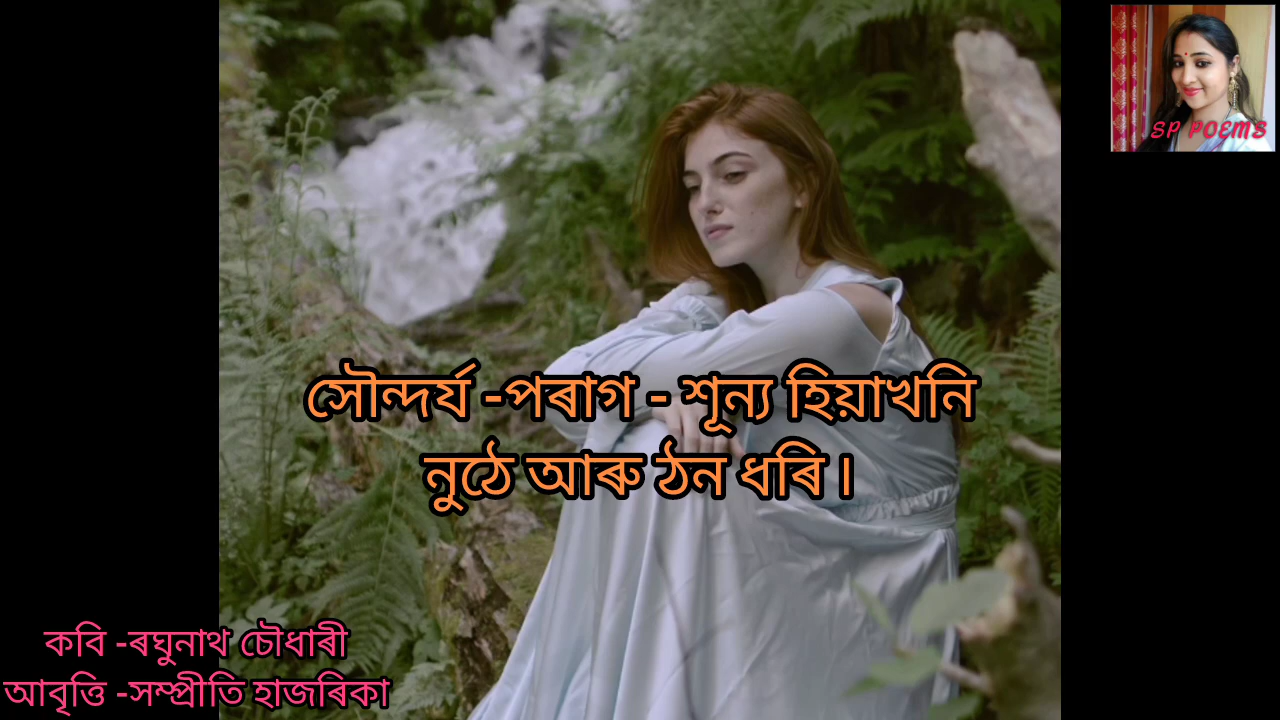 SP POEMS
সৌন্দৰ্য -পৰাগ - শূন্য হিয়াখনি
নুঠে আৰু ঠন ধৰি ৷
কবি -ৰঘুনাথ চৌধাৰী
আবৃত্তি -সম্প্ৰীতি হাজৰিকা